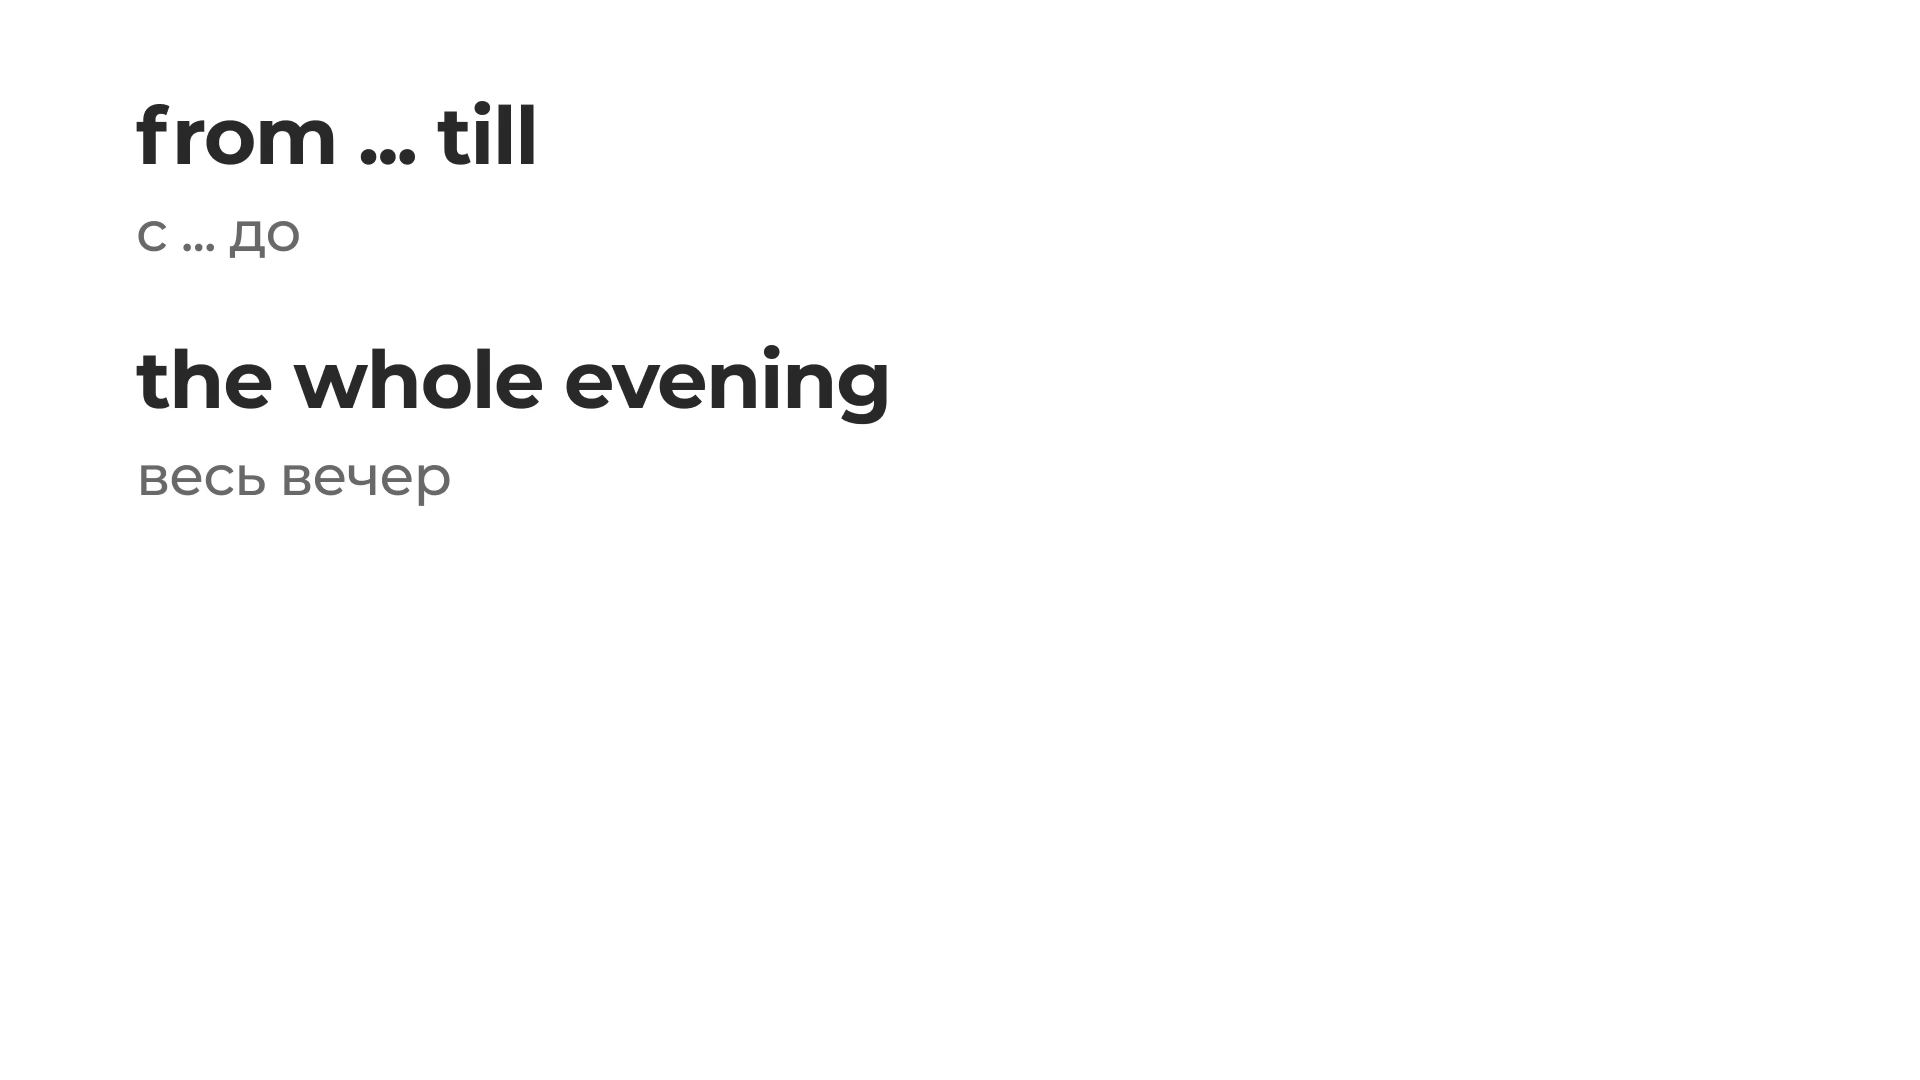 from ... till
с ... до
the whole evening
весь вечер